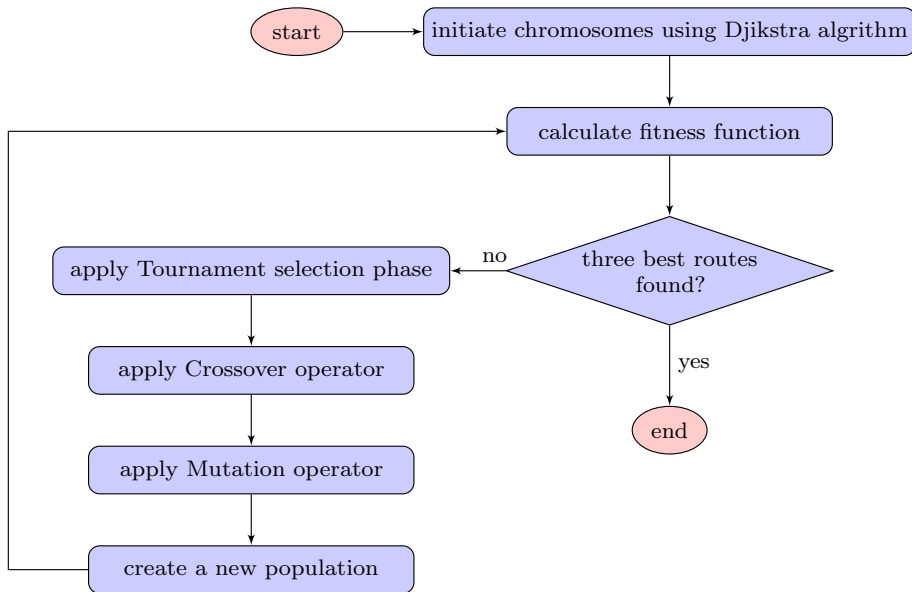 start
initiate chromosomes using Djikstra algrithm
calculate fitness function
three best routes
found?
no
yes
end
apply Tournament selection phase
apply Crossover operator
apply Mutation operator
create a new population